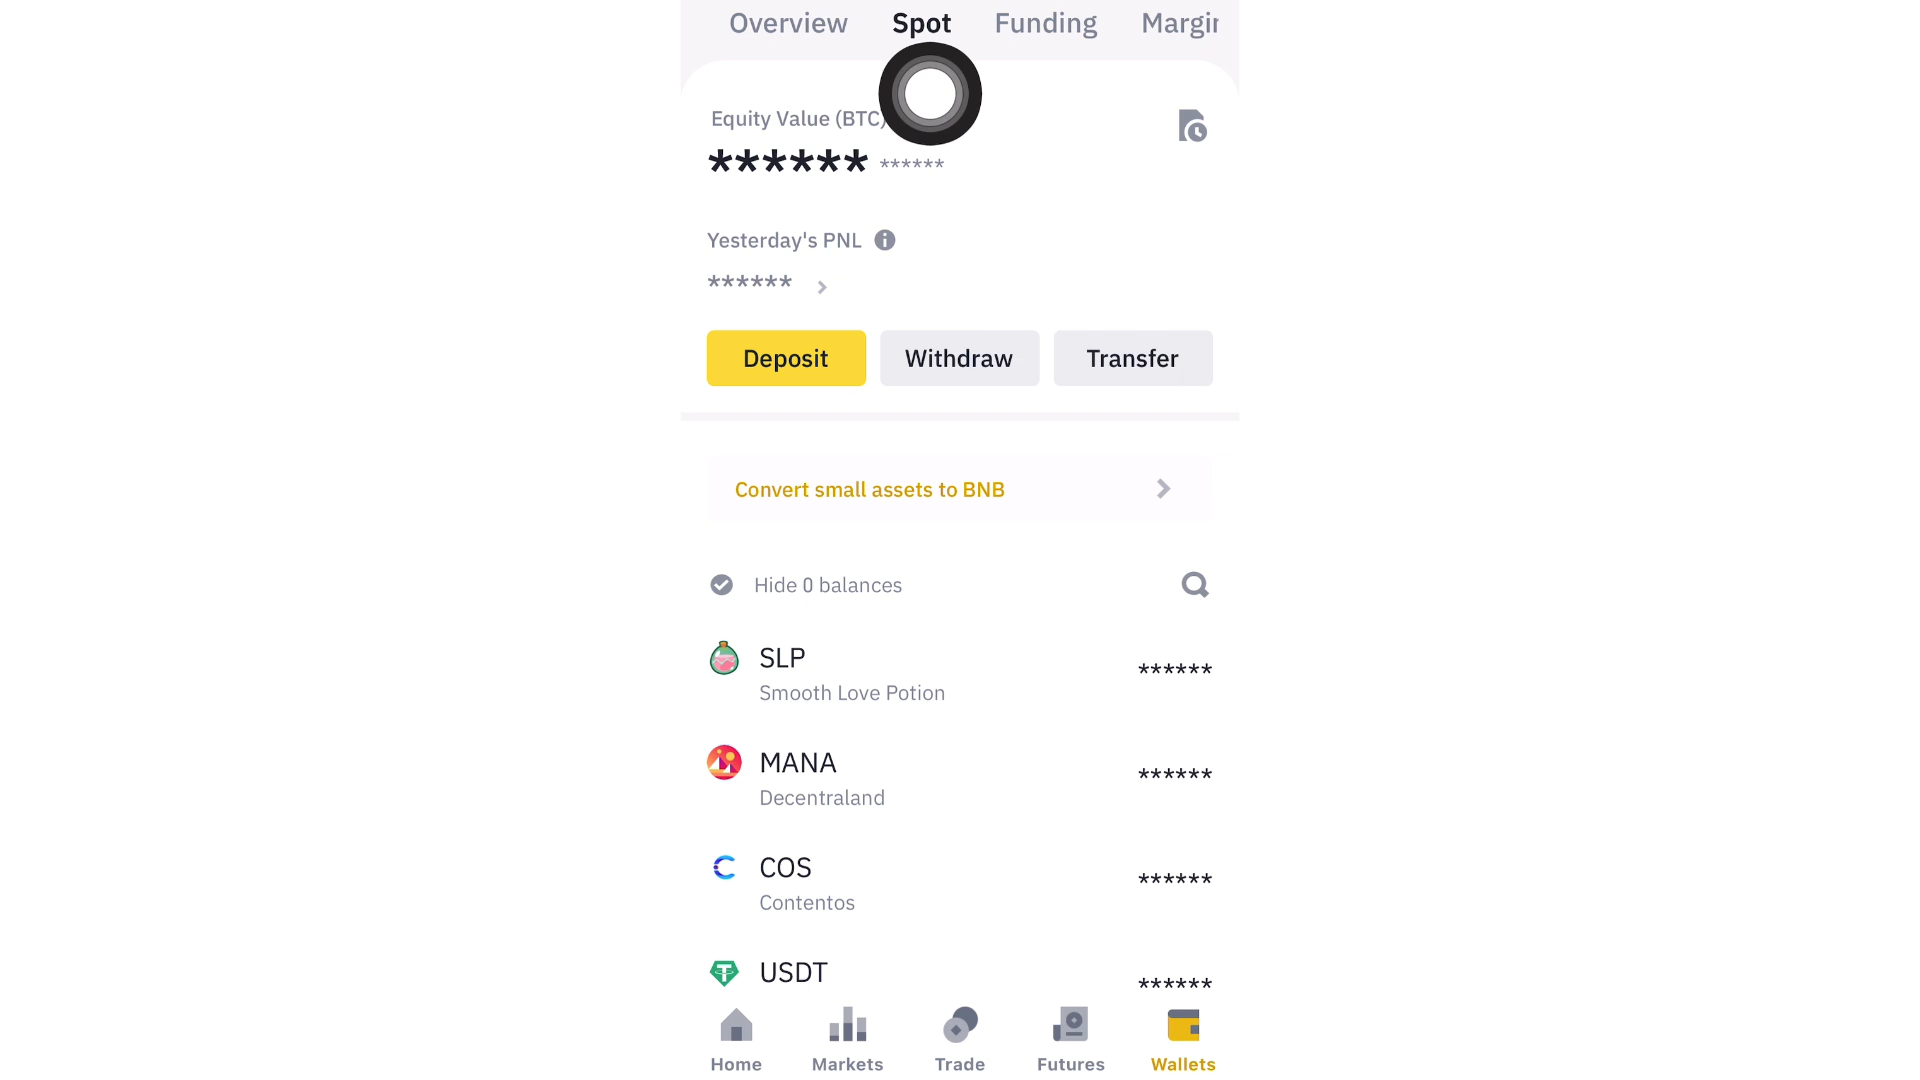 Overview Spot Funding Margin
Equity Value (BTC)
****** ******
Yesterday's PNL
******
Deposit Withdraw Transfer
Convert small assets to BNB
Hide 0 balances
SLP
Smooth Love Potion
******
MANA
Decentraland
******
COS
Contentos
******
USDT
******
Home Markets Trade Futures Wallets